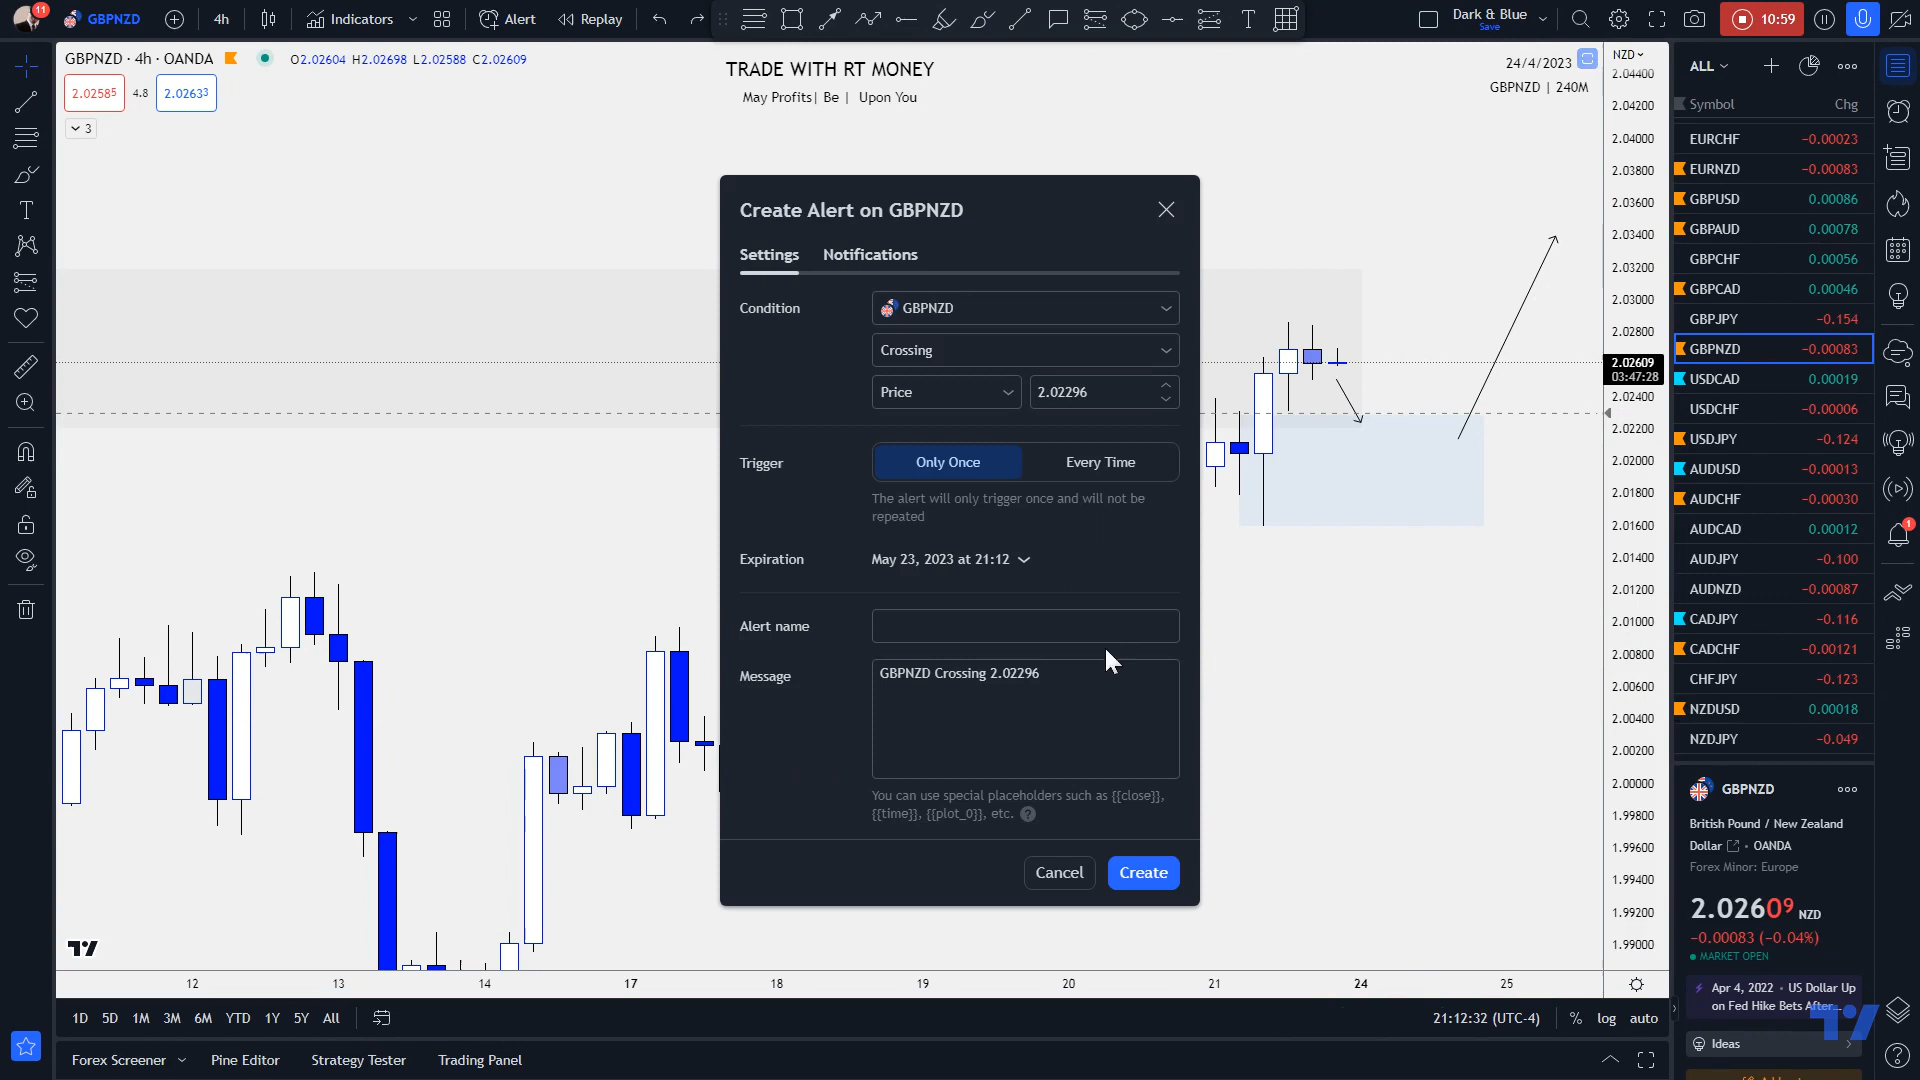 11
GBPNZD
4h
Indicators
Alert
Replay
Dark & Blue
Save
10:59
GBPNZD · 4h · OANDA
O2.02604 H2.02698 L2.02588 C2.02609
2.02585
4.8
2.02633
3
TRADE WITH RT MONEY
May Profits| Be | Upon You
24/4/2023
GBPNZD | 240M
NZD
2.04400
2.04200
2.04000
2.03800
2.03600
2.03400
2.03200
2.03000
2.02800
2.02609
03:47:28
2.02400
2.02200
2.02000
2.01800
2.01600
2.01400
2.01200
2.01000
2.00800
2.00600
2.00400
2.00200
2.00000
1.99800
1.99600
1.99400
1.99200
1.99000
Create Alert on GBPNZD
Settings
Notifications
Condition
GBPNZD
Crossing
Price
2.02296
Trigger
Only Once
Every Time
The alert will only trigger once and will not be
repeated
Expiration
May 23, 2023 at 21:12
Alert name
Message
GBPNZD Crossing 2.02296
You can use special placeholders such as {{close}},
{{time}}, {{plot_0}}, etc.
Cancel
Create
12
13
14
17
18
19
20
21
24
25
1D
5D
1M
3M
6M
YTD
1Y
5Y
All
21:12:32 (UTC-4)
%
log
auto
Forex Screener
Pine Editor
Strategy Tester
Trading Panel
ALL
Symbol
Chg
EURCHF −0.00023
EURNZD −0.00083
GBPUSD 0.00086
GBPAUD 0.00078
GBPCHF 0.00056
GBPCAD 0.00046
GBPJPY −0.154
GBPNZD −0.00083
USDCAD 0.00019
USDCHF −0.00006
USDJPY −0.124
AUDUSD −0.00013
AUDCHF −0.00030
AUDCAD 0.00012
AUDJPY −0.100
AUDNZD −0.00087
CADJPY −0.116
CADCHF −0.00121
CHFJPY −0.123
NZDUSD 0.00018
NZDJPY −0.049
GBPNZD
British Pound / New Zealand
Dollar · OANDA
Forex Minor: Europe
2.02609 NZD
−0.00083 (−0.04%)
MARKET OPEN
Apr 4, 2022 · US Dollar Up
on Fed Hike Bets After…
Ideas
1